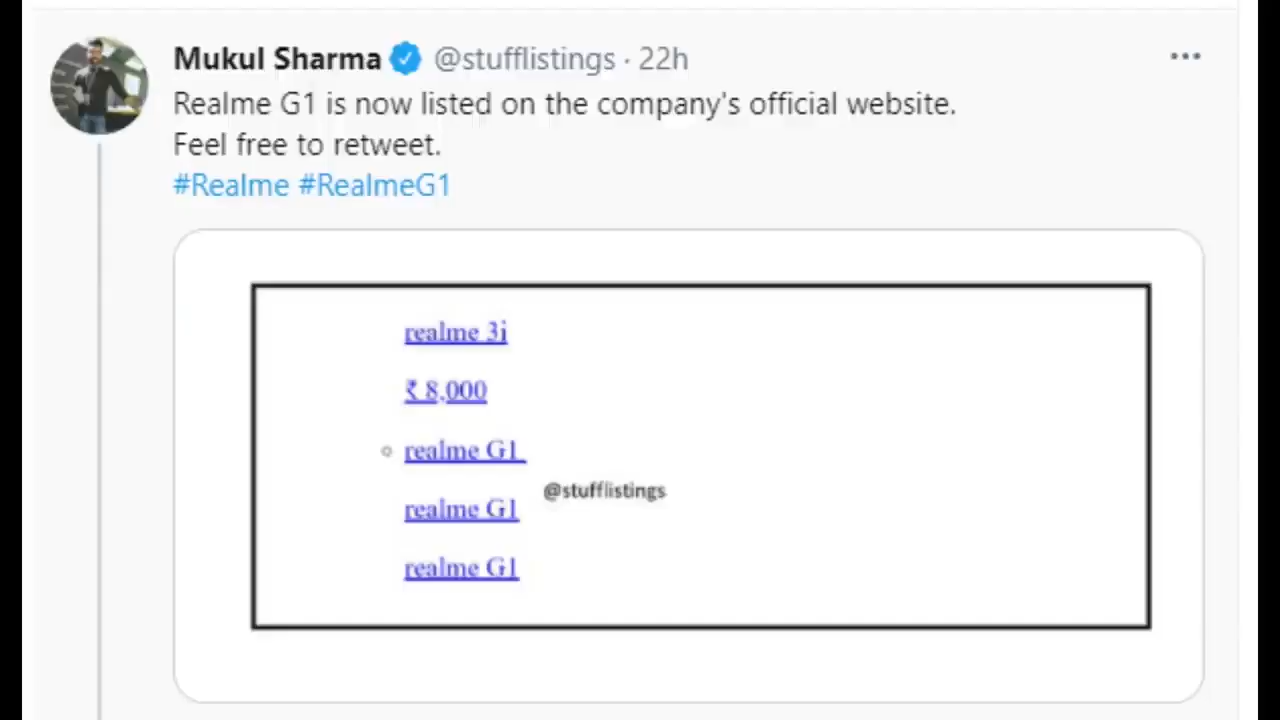 Mukul Sharma @stufflistings · 22h
Realme G1 is now listed on the company's official website.
Feel free to retweet.
#Realme #RealmeG1
realme 3i
₹ 8,000
realme G1
@stufflistings
realme G1
realme G1